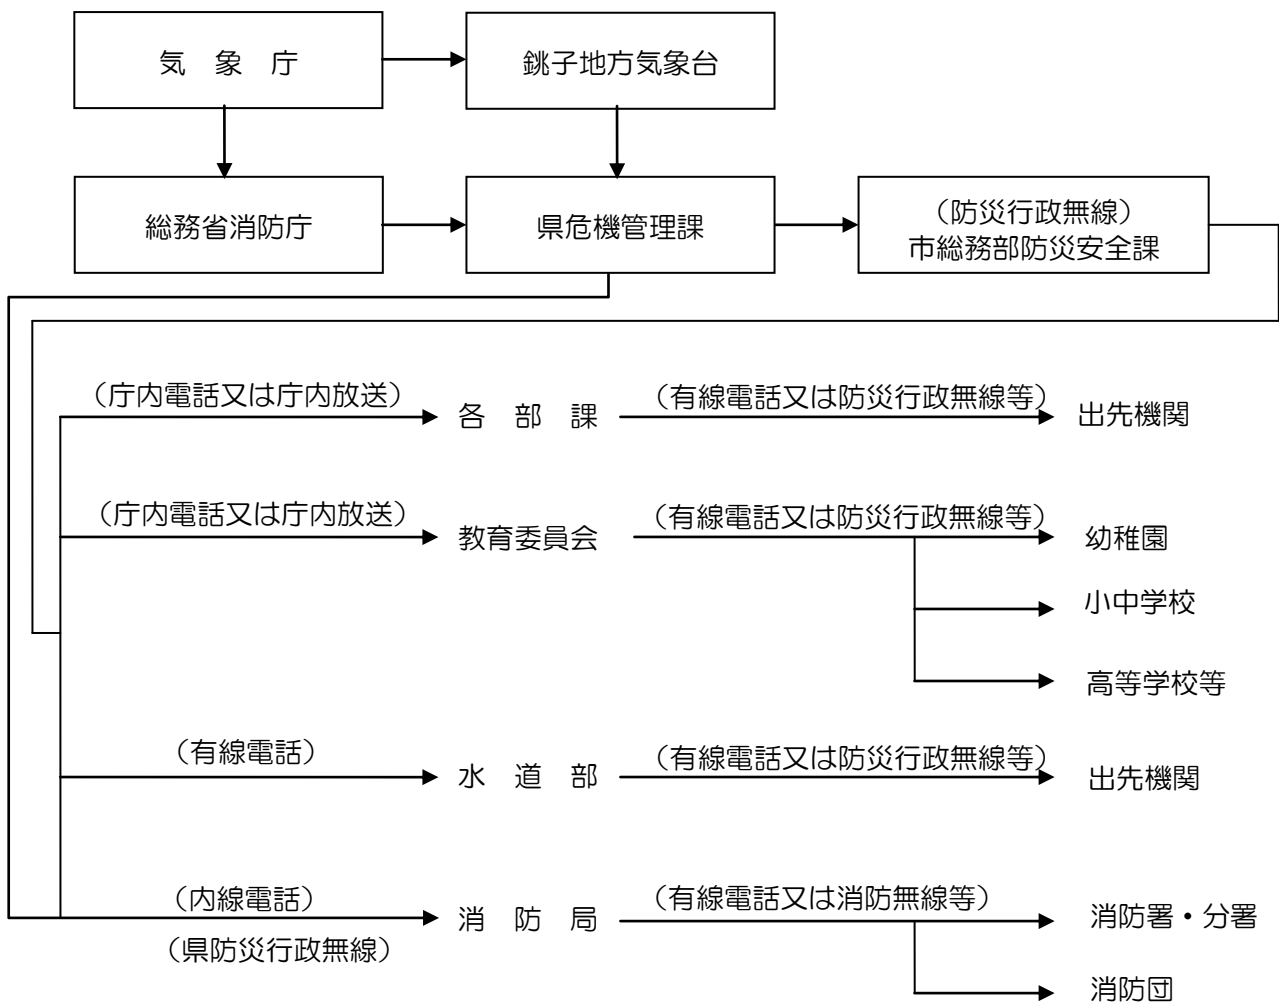 気　象　庁
銚子地方気象台
総務省消防庁
県危機管理課
（防災行政無線）
市総務部防災安全課
（庁内電話又は庁内放送）
各　部　課
（有線電話又は防災行政無線等）
出先機関
（庁内電話又は庁内放送）
教育委員会
（有線電話又は防災行政無線等）
幼稚園
小中学校
高等学校等
（有線電話）
水　道　部
（有線電話又は防災行政無線等）
出先機関
（内線電話）
（県防災行政無線）
消　防　局
（有線電話又は消防無線等）
消防署・分署
消防団